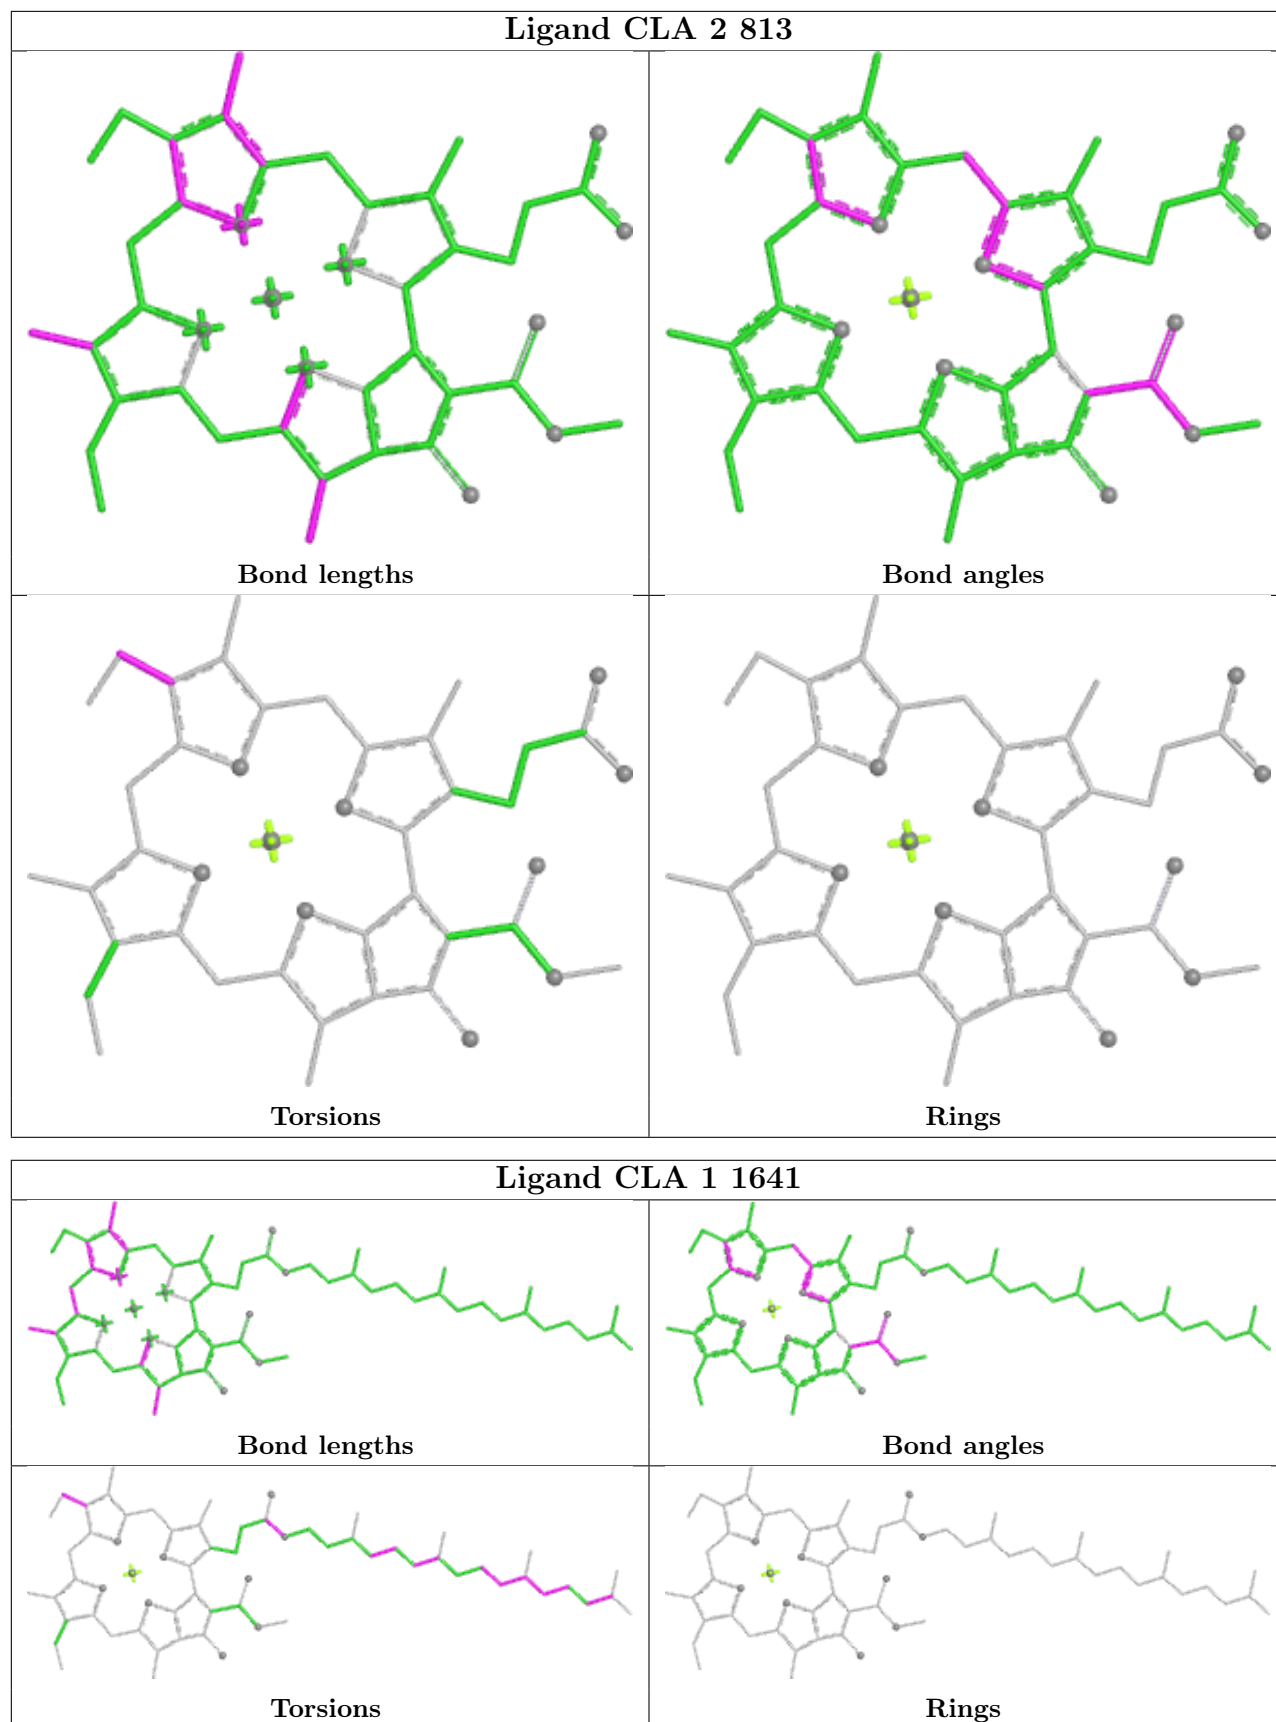 Ligand CLA 2 813
Bond lengths
Bond angles
Torsions
Rings
Ligand CLA 1 1641
Bond lengths
Bond angles
Torsions
Rings